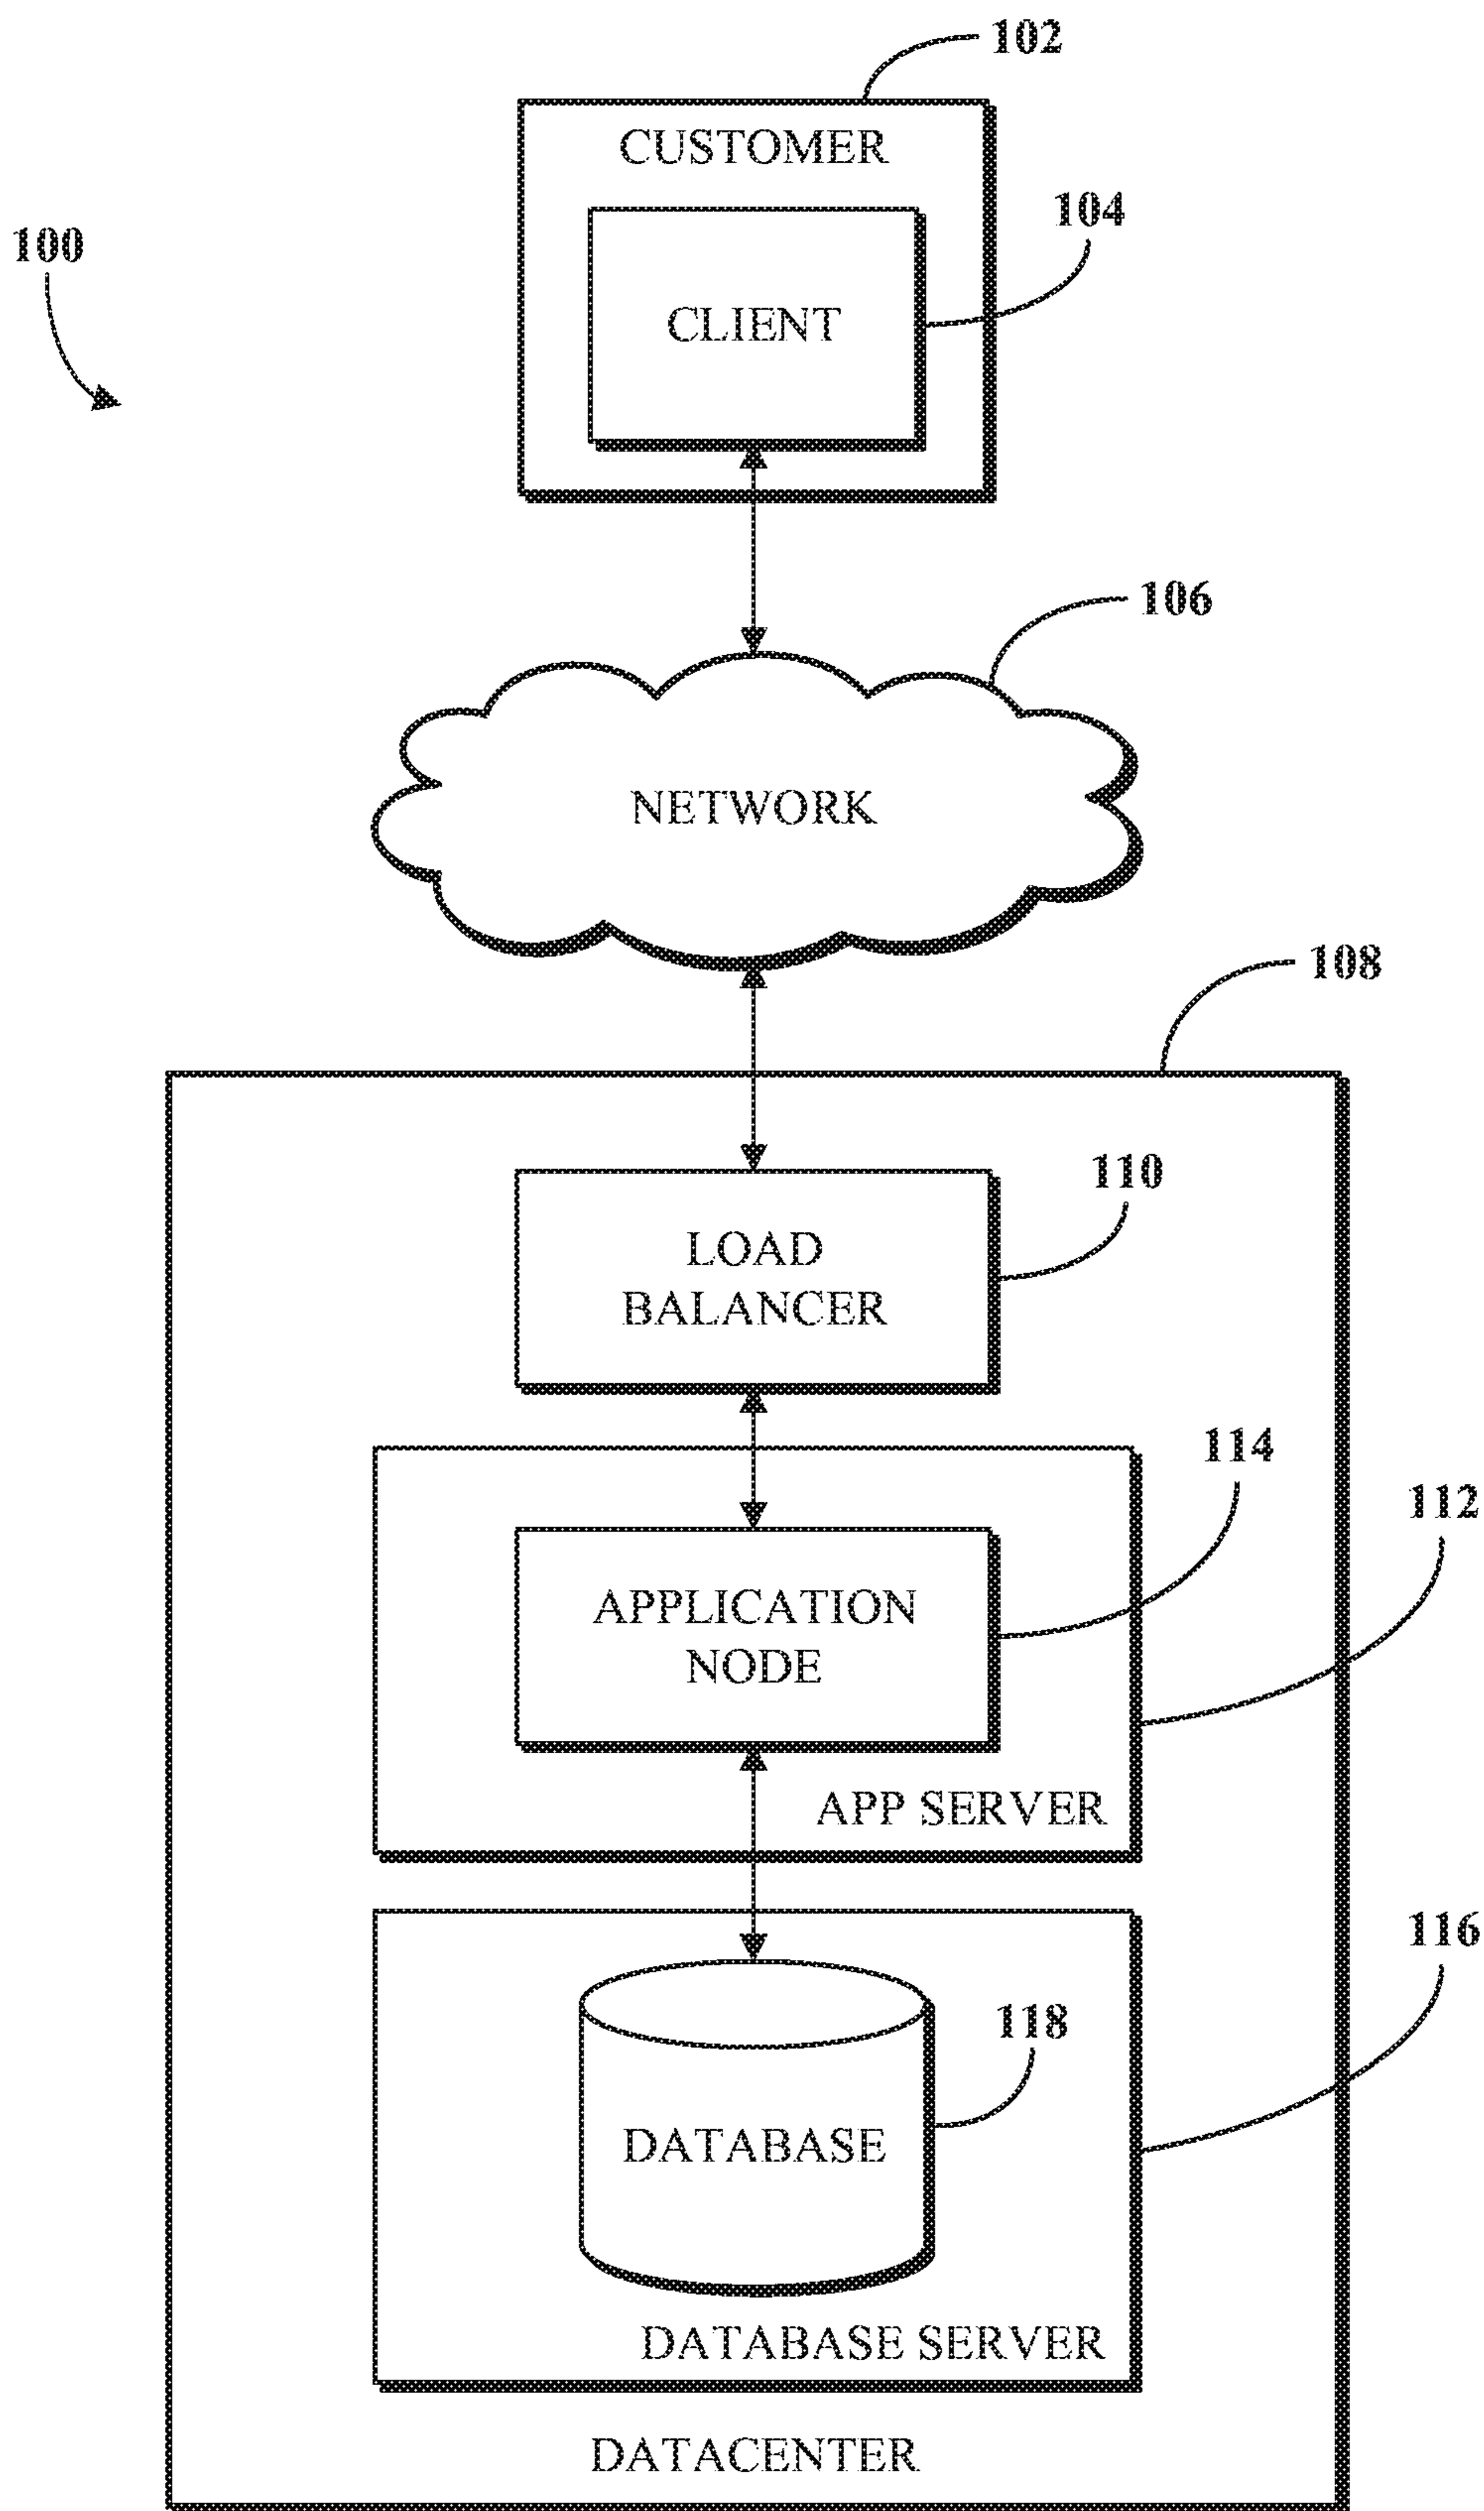 102
CUSTOMER
104
100
CLIENT
106
NETWORK
108
110
LOAD
BALANCER
114
112
APPLICATION
NODE
APP SERVER
116
118
DATABASE
DATABASE SERVER
DATACENTER